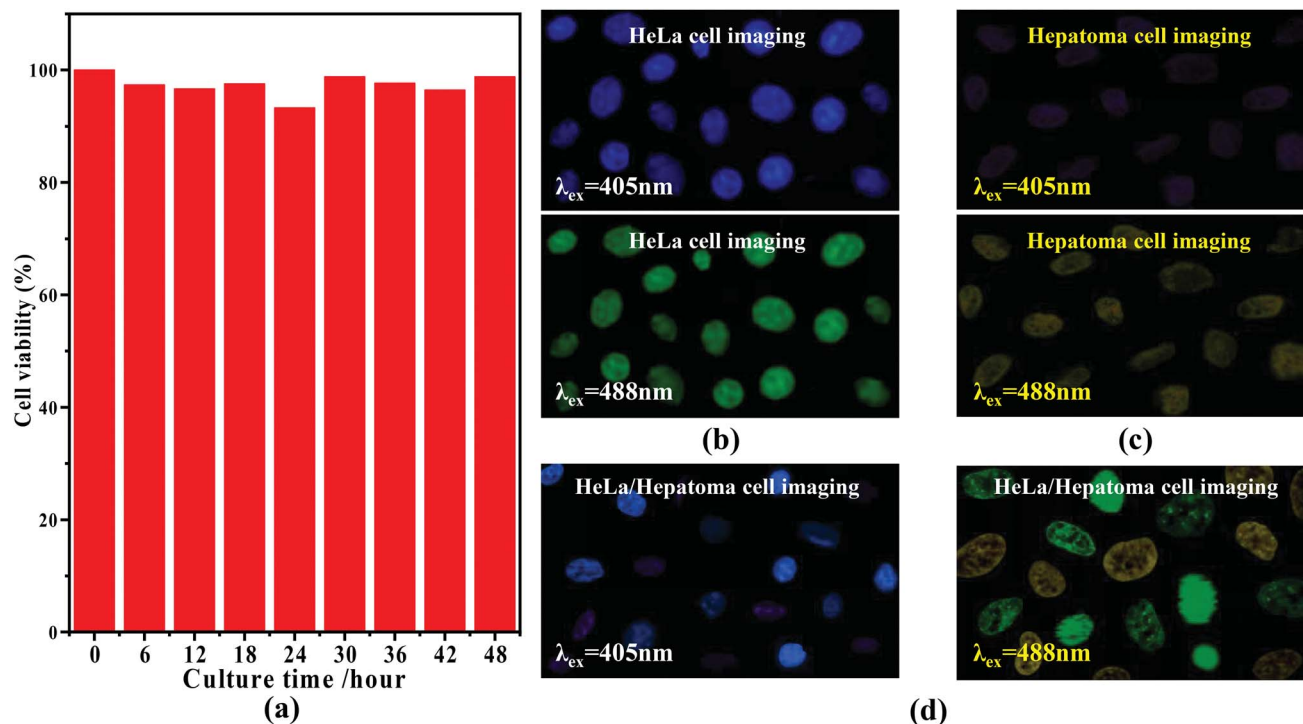 Cell viability (%)
100
80
60
40
20
0
0 6 12 18 24 30 36 42 48
Culture time /hour
(a)
HeLa cell imaging
λex=405nm
HeLa cell imaging
λex=488nm
(b)
Hepatoma cell imaging
λex=405nm
Hepatoma cell imaging
λex=488nm
(c)
HeLa/Hepatoma cell imaging
λex=405nm
HeLa/Hepatoma cell imaging
λex=488nm
(d)